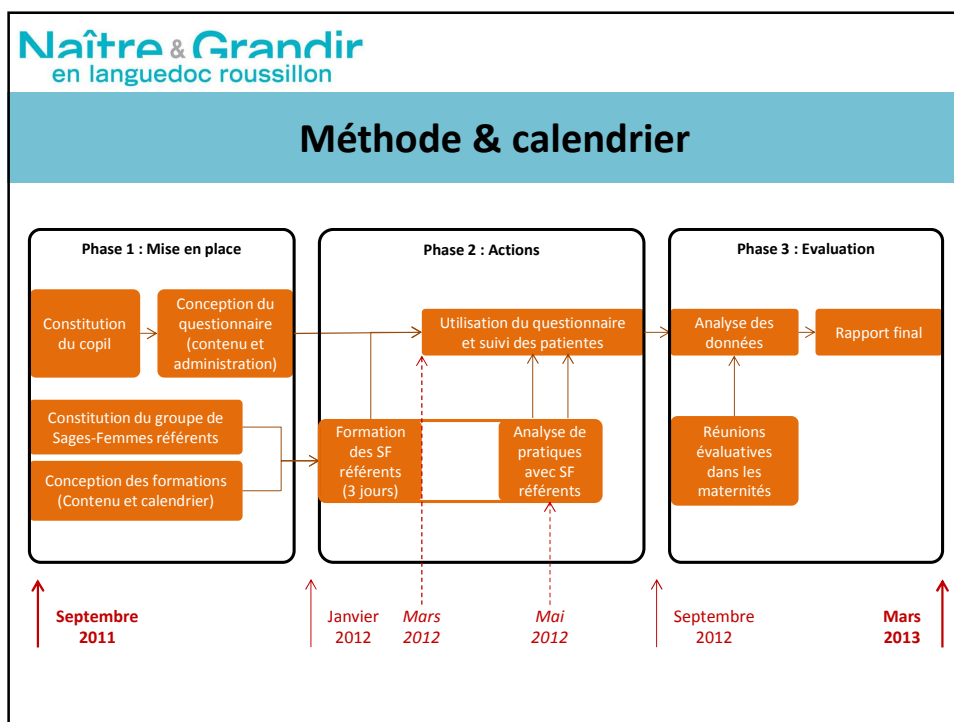 Naître & Grandir
en languedoc roussillon
Méthode & calendrier
Phase 1 : Mise en place
Constitution
du copil
Conception du
questionnaire
(contenu et
administration)
Constitution du groupe de
Sages-Femmes référents
Conception des formations
(Contenu et calendrier)
Phase 2 : Actions
Utilisation du questionnaire
et suivi des patientes
Formation
des SF
référents
(3 jours)
Analyse de
pratiques avec SF
référents
Phase 3 : Evaluation
Analyse des
données
Rapport final
Réunions
évaluatives
dans les
maternités
Septembre
2011
Janvier
2012
Mars
2012
Mai
2012
Septembre
2012
Mars
2013